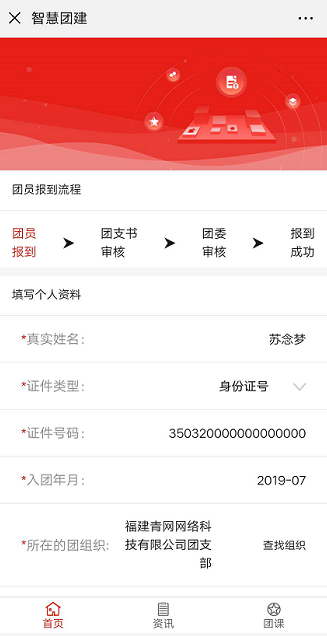 智慧团建
团员报到流程
团员 团支书 团委 报到
报到 审核 审核 成功
填写个人资料
*真实姓名: 苏念梦
*证件类型: 身份证号
*证件号码: 350320000000000000
*入团年月: 2019-07
福建青网网络科
*所在的团组织: 技有限公司团支 查找组织
部
首页 资讯 团课